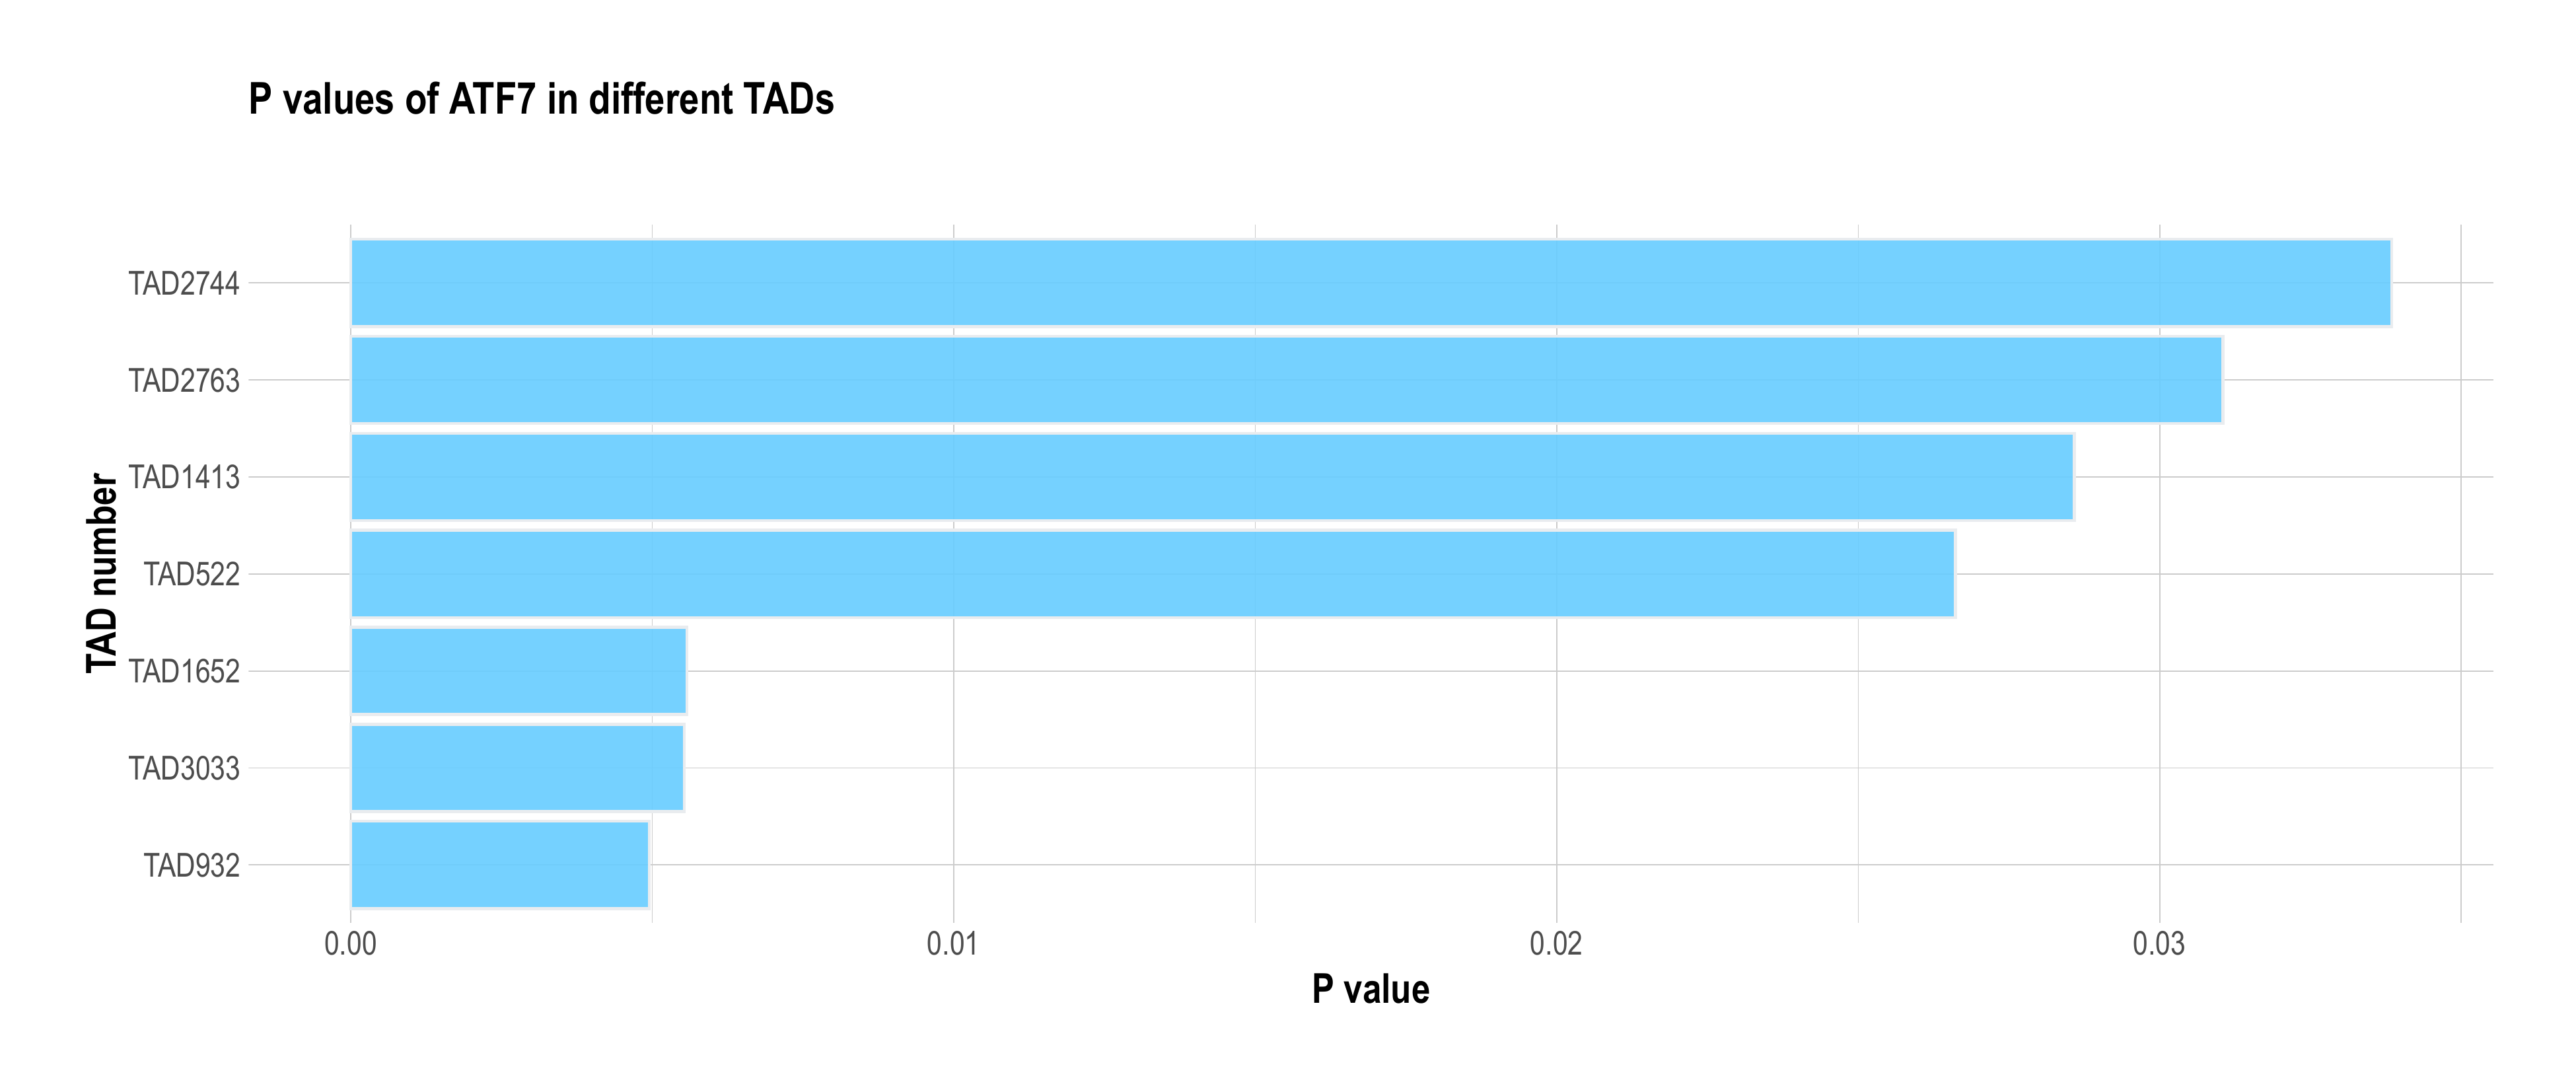 P values of ATF7 in different TADs
TAD number
TAD2744
TAD2763
TAD1413
TAD522
TAD1652
TAD3033
TAD932
0.00 0.01 0.02 0.03
P value